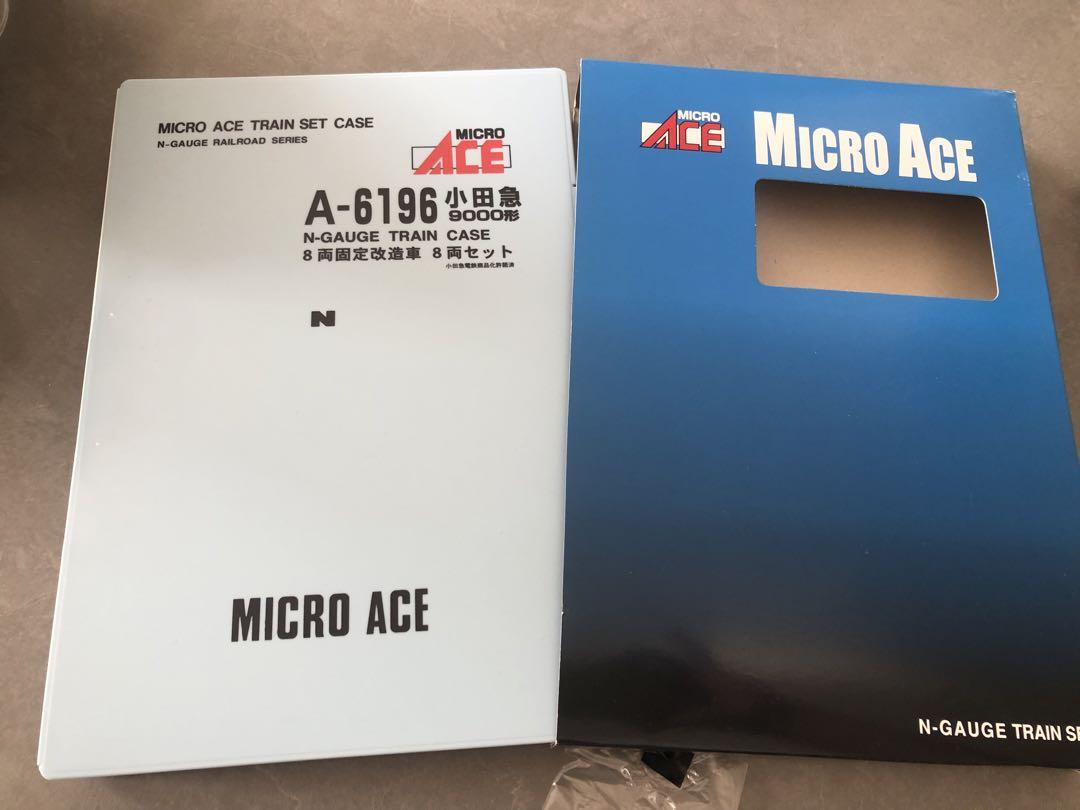 MICRO ACE TRAIN SET CASE
N-GAUGE RAILROAD SERIES
MICRO
ACE
A-6196 小田急
9000形
N-GAUGE TRAIN CASE
8両固定改造車 8両セット
小田急電鉄商品化許諾済
N
MICRO ACE
MICRO
ACE
MICRO ACE
N-GAUGE TRAIN